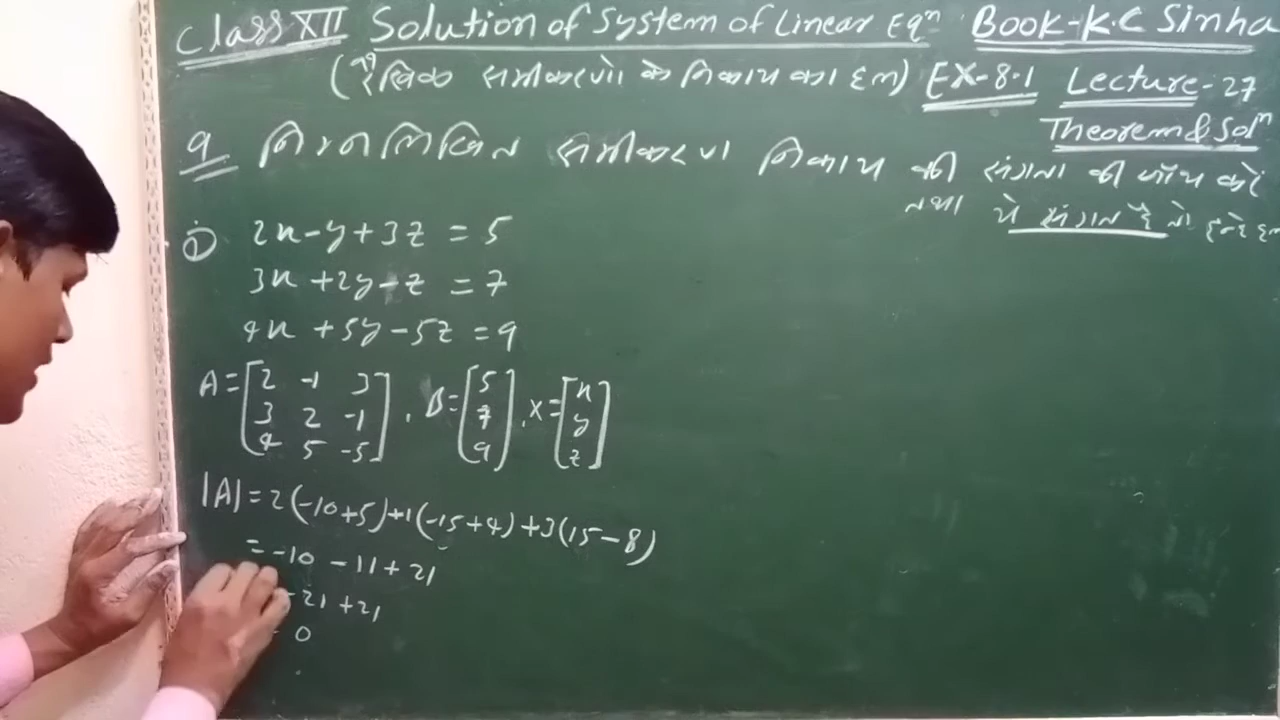 Class XII Solution of System of Linear Eqⁿ Book-K.C Sinha
(रैखिक समीकरणों के निकाय का हल) EX-8.1 Lecture-27
Theorem & Solⁿ
9 निम्नलिखित समीकरण निकाय की संगतता की जाँच करें
तथा ये संगत है तो इन्हें हल
① 2x-y+3z = 5
3x+2y-z = 7
4x+5y-5z = 9
A = [2 -1 3 3 2 -1 4 5 -5], B = [5 7 9], X = [x y z]
|A| = 2(-10+5)+1(-15+4)+3(15-8)
= -10-11+21
-21+21
0